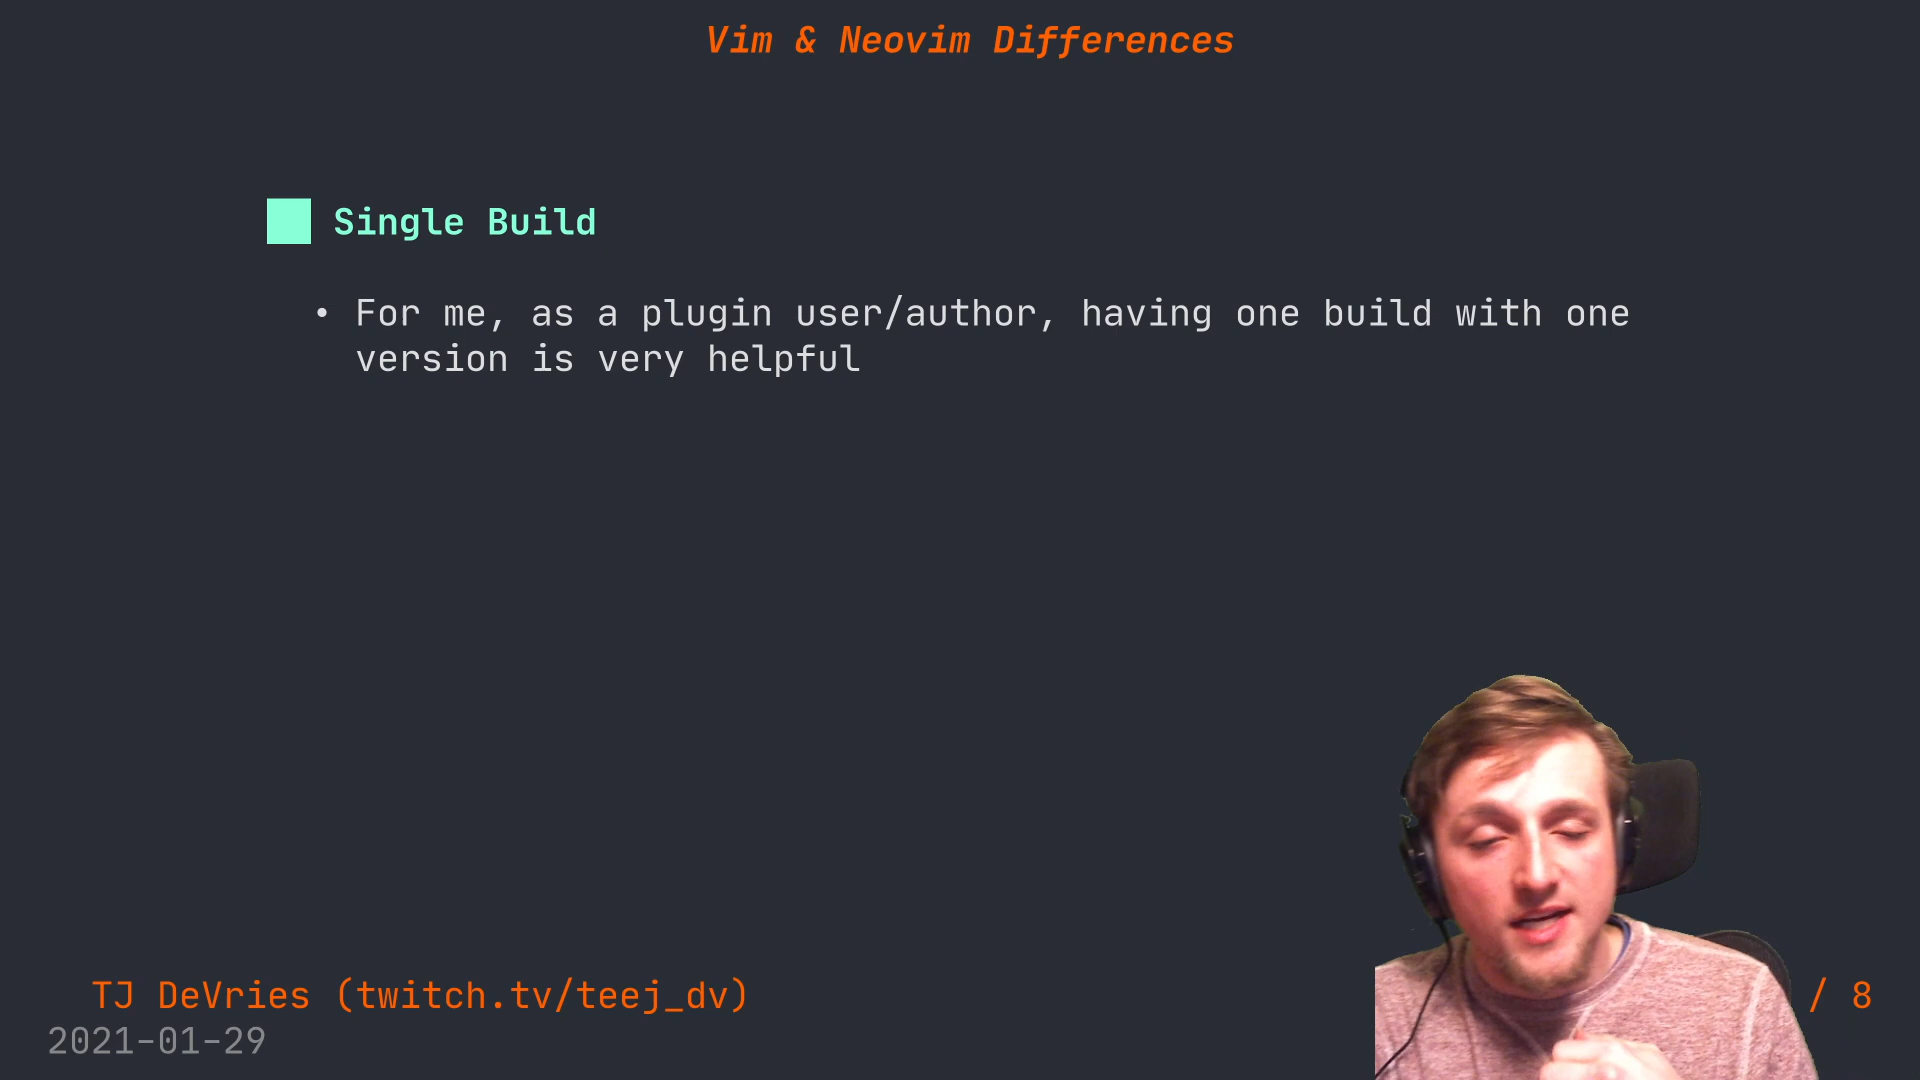 Vim & Neovim Differences
Single Build
• For me, as a plugin user/author, having one build with one
version is very helpful
TJ DeVries (twitch.tv/teej_dv)
/ 8
2021-01-29